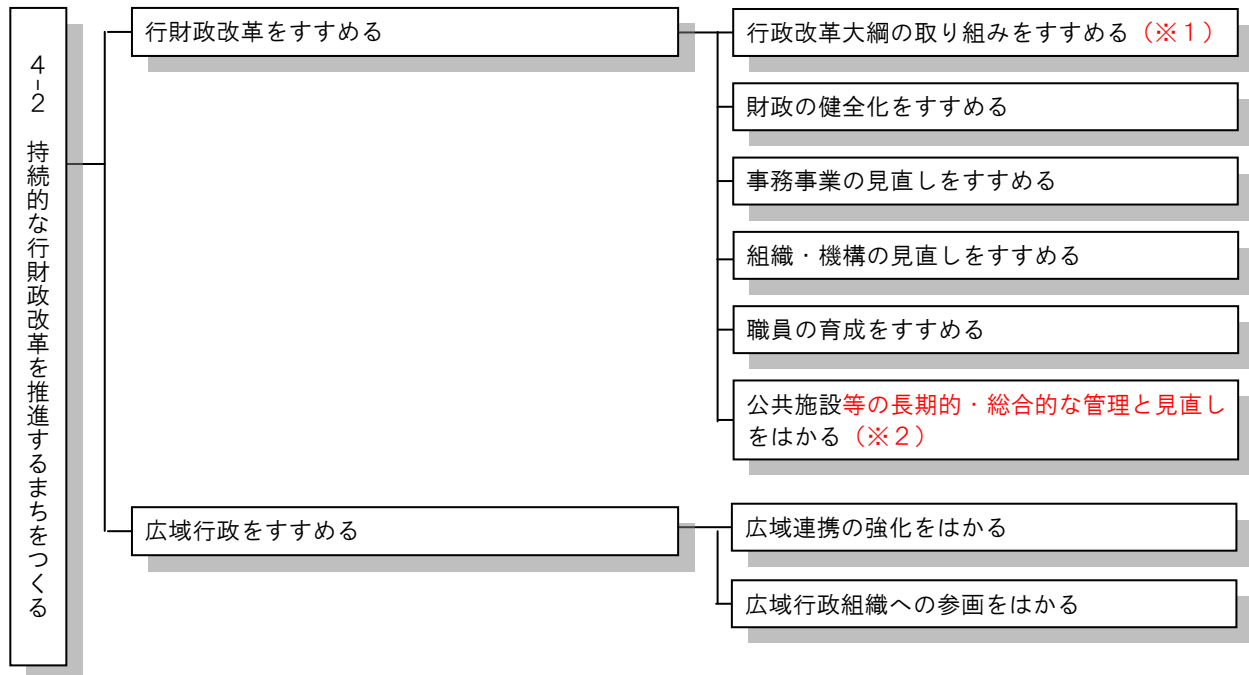 4-2　持続的な行財政改革を推進するまちをつくる
行財政改革をすすめる
行政改革大綱の取り組みをすすめる（※１）
財政の健全化をすすめる
事務事業の見直しをすすめる
組織・機構の見直しをすすめる
職員の育成をすすめる
公共施設等の長期的・総合的な管理と見直し
をはかる（※２）
広域行政をすすめる
広域連携の強化をはかる
広域行政組織への参画をはかる